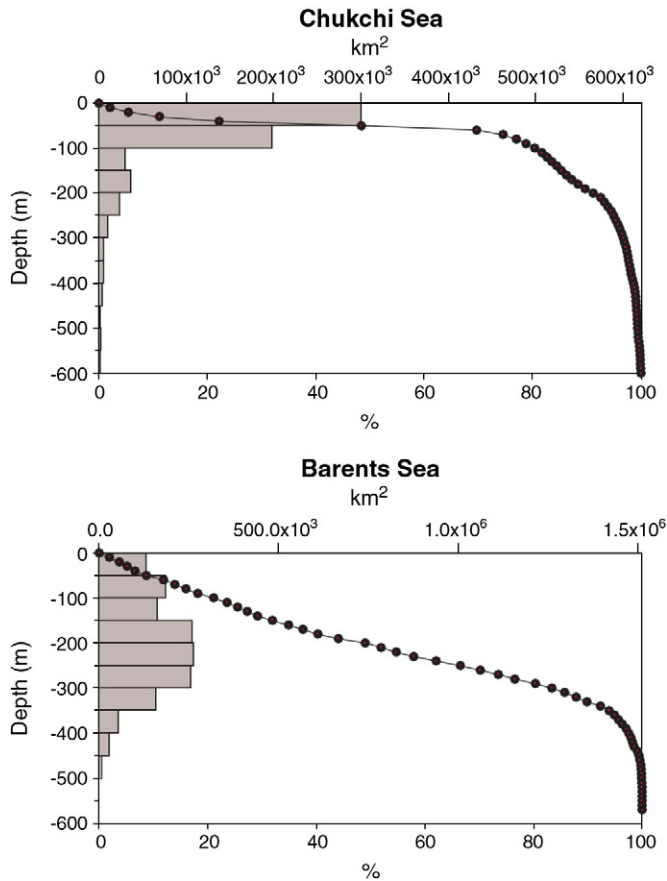 Chukchi Sea
km²
0 100x10³ 200x10³ 300x10³ 400x10³ 500x10³ 600x10³
0
-100
-200
-300
-400
-500
-600
Depth (m)
0 20 40 60 80 100
%
Barents Sea
km²
0.0 500.0x10³ 1.0x10⁶ 1.5x10⁶
0
-100
-200
-300
-400
-500
-600
Depth (m)
0 20 40 60 80 100
%